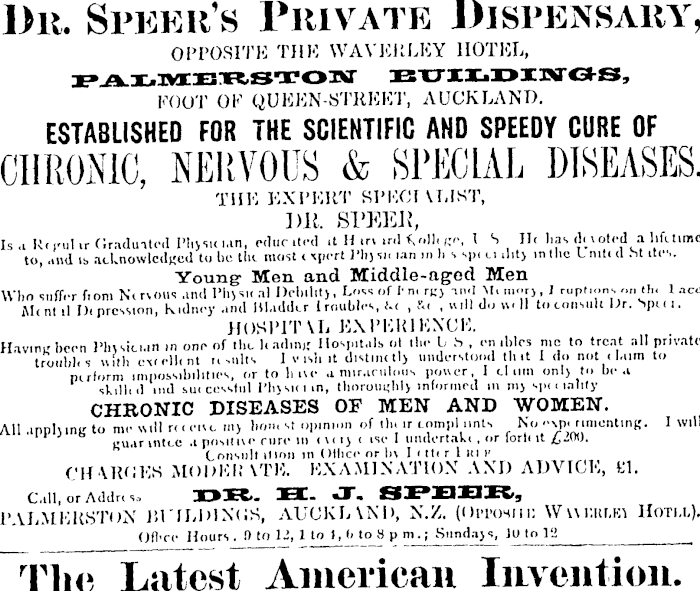 DR. SPEER'S PRIVATE DISPENSARY,
OPPOSITE THE WAVERLEY HOTEL,
PALMERSTON BUILDINGS,
FOOT OF QUEEN-STREET, AUCKLAND.
ESTABLISHED FOR THE SCIENTIFIC AND SPEEDY CURE OF
CHRONIC, NERVOUS & SPECIAL DISEASES.
THE EXPERT SPECIALIST,
DR. SPEER,
Is a Regular Graduated Physician, educated at Harvard College, U S He has devoted a lifetime
to, and is acknowledged to be the most expert Physician in his speciality in the United States.
Young Men and Middle-aged Men
Who suffer from Nervous and Physical Debility, Loss of Energy and Memory, Eruptions on the Face
Mental Depression, Kidney and Bladder Troubles, &c , &c , will do well to consult Dr. Speer.
HOSPITAL EXPERIENCE.
Having been Physician in one of the leading Hospitals of the U S , enables me to treat all private
troubles with excellent results I wish it distinctly understood that I do not claim to
perform impossibilities, or to have a miraculous power, I claim only to be a
skilled and successful Physician, thoroughly informed in my speciality
CHRONIC DISEASES OF MEN AND WOMEN.
All applying to me will receive my honest opinion of their complaints No experimenting. I will
guarantee a positive cure in every case I undertake, or forfeit £200.
Consultation in Office or by Letter FREE
CHARGES MODERATE. EXAMINATION AND ADVICE, £1.
Call, or Address
DR. H. J. SPEER,
PALMERSTON BUILDINGS, AUCKLAND, N.Z. (OPPOSITE WAVERLEY HOTEL).
Office Hours. 9 to 12, 1 to 4, 6 to 8 p m. ; Sundays, 10 to 12
The Latest American Invention.